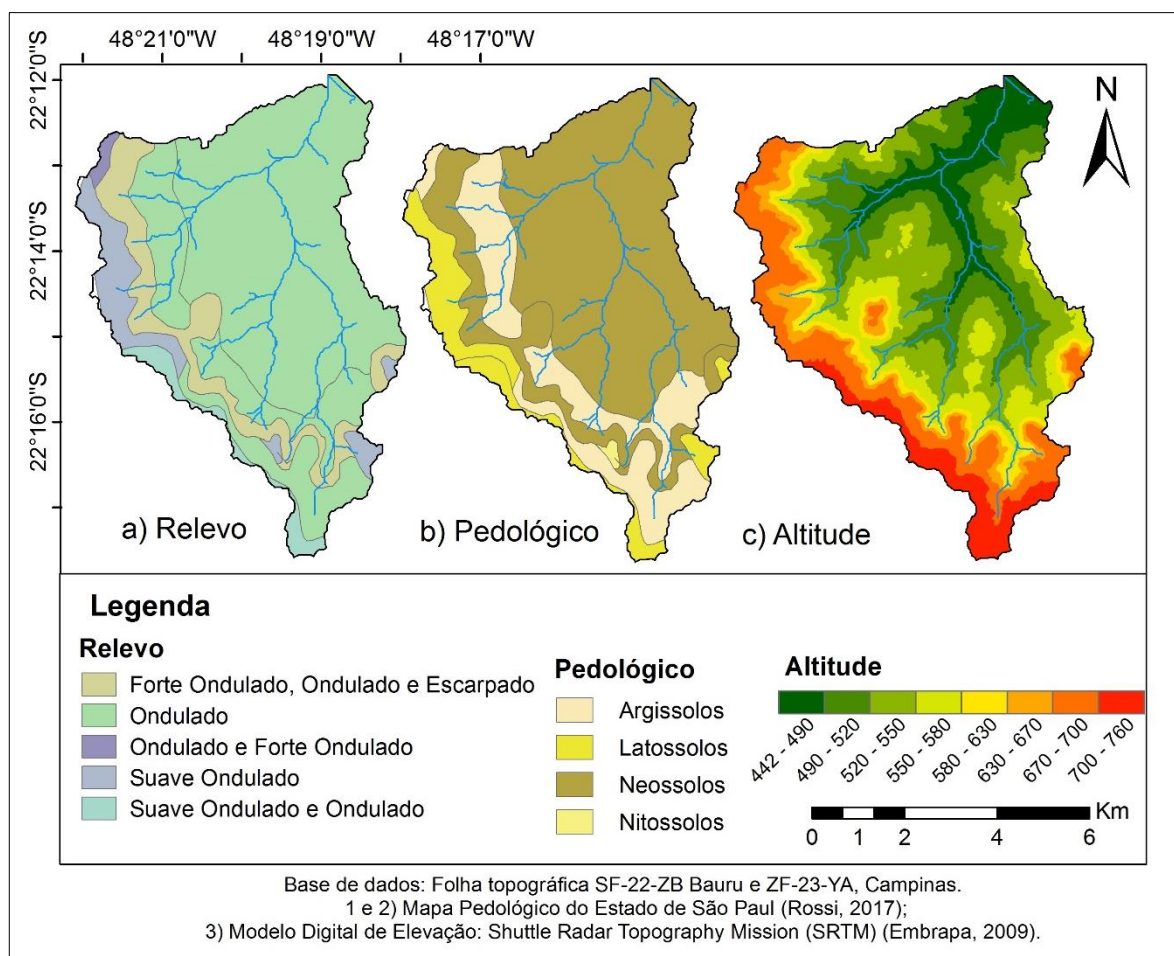 48°21'0"W
48°19'0"W
48°17'0"W
22°12'0"S
22°14'0"S
22°16'0"S
N
a) Relevo
b) Pedológico
c) Altitude
Legenda
Relevo
Forte Ondulado, Ondulado e Escarpado
Ondulado
Ondulado e Forte Ondulado
Suave Ondulado
Suave Ondulado e Ondulado
Pedológico
Argissolos
Latossolos
Neossolos
Nitossolos
Altitude
442 - 490
490 - 520
520 - 550
550 - 580
580 - 630
630 - 670
670 - 700
700 - 760
Km
0 1 2 4 6
Base de dados: Folha topográfica SF-22-ZB Bauru e ZF-23-YA, Campinas.
1 e 2) Mapa Pedológico do Estado de São Paul (Rossi, 2017);
3) Modelo Digital de Elevação: Shuttle Radar Topography Mission (SRTM) (Embrapa, 2009).